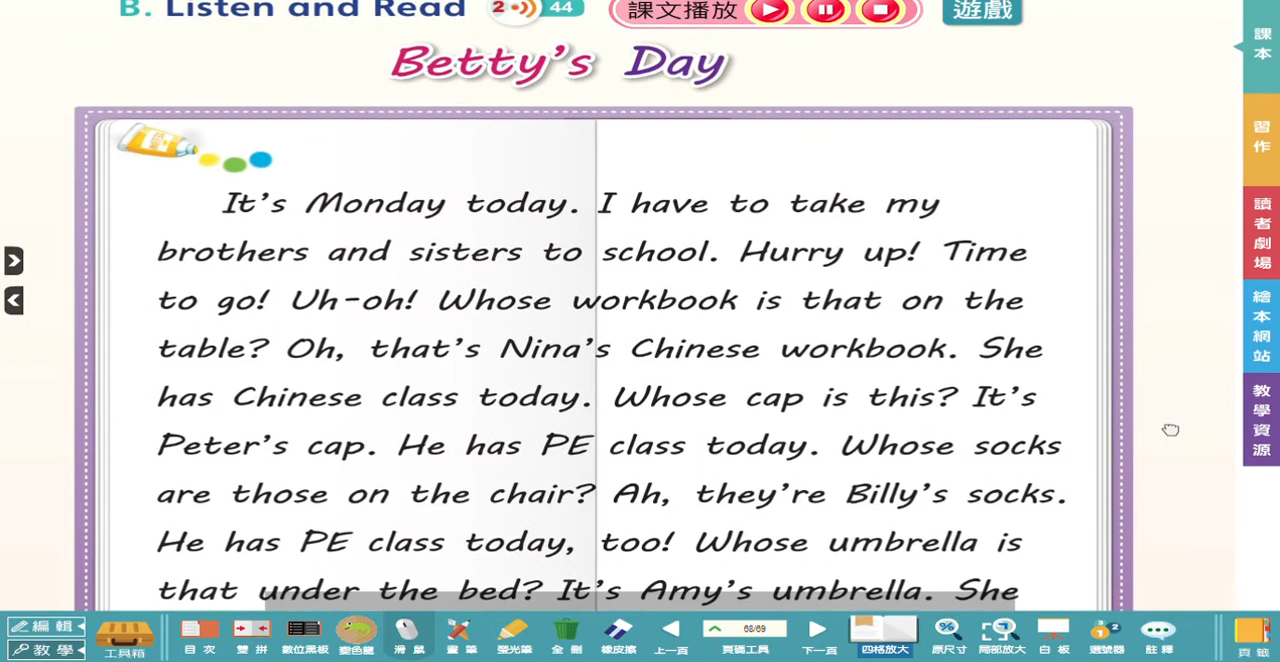 B. Listen and Read 2 44 課文播放 遊戲
Betty's Day
It's Monday today. I have to take my
brothers and sisters to school. Hurry up! Time
to go! Uh-oh! Whose workbook is that on the
table? Oh, that's Nina's Chinese workbook. She
has Chinese class today. Whose cap is this? It's
Peter's cap. He has PE class today. Whose socks
are those on the chair? Ah, they're Billy's socks.
He has PE class today, too! Whose umbrella is
that under the bed? It's Amy's umbrella. She
課本
習作
讀者劇場
繪本網站
教學資源
編輯
教學
工具箱 目次 雙拼 數位黑板 變色龍 滑鼠 畫筆 螢光筆 全刪 橡皮擦 上一頁 68/69 頁碼工具 下一頁 四格放大 原尺寸 局部放大 白板 選號器 註釋 頁籤